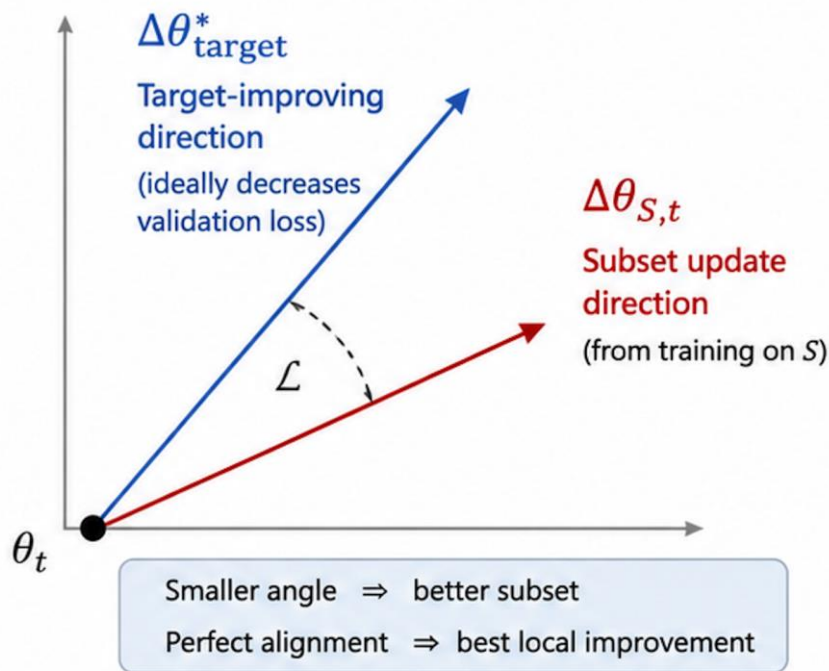 Δθ*target
Target-improving
direction
(ideally decreases
validation loss)
ΔθS,t
Subset update
direction
(from training on S)
ℒ
θt
Smaller angle ⇒ better subset
Perfect alignment ⇒ best local improvement